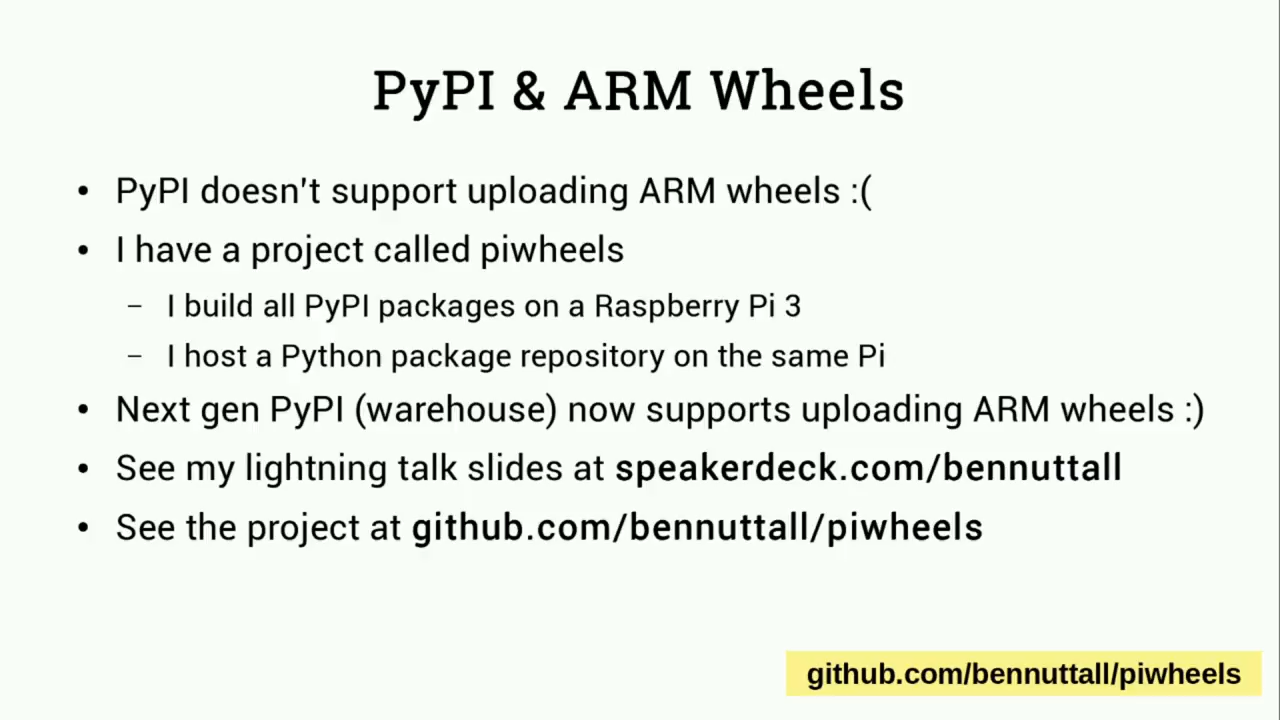 PyPI & ARM Wheels
• PyPI doesn't support uploading ARM wheels :(
• I have a project called piwheels
– I build all PyPI packages on a Raspberry Pi 3
– I host a Python package repository on the same Pi
• Next gen PyPI (warehouse) now supports uploading ARM wheels :)
• See my lightning talk slides at speakerdeck.com/bennuttall
• See the project at github.com/bennuttall/piwheels
github.com/bennuttall/piwheels